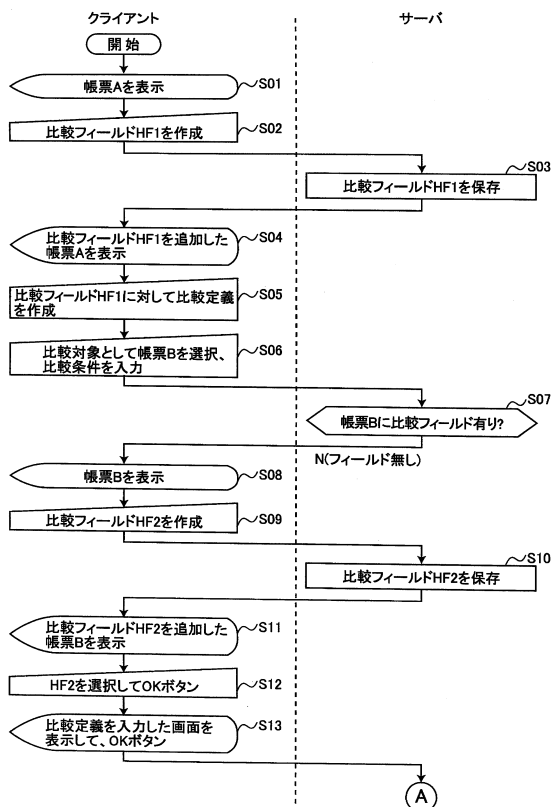 クライアント
サーバ
開始
帳票Aを表示
S01
比較フィールドHF1を作成
S02
S03
比較フィールドHF1を保存
比較フィールドHF1を追加した
帳票Aを表示
S04
比較フィールドHF1に対して比較定義
を作成
S05
比較対象として帳票Bを選択、
比較条件を入力
S06
S07
帳票Bに比較フィールド有り?
N(フィールド無し)
帳票Bを表示
S08
比較フィールドHF2を作成
S09
S10
比較フィールドHF2を保存
比較フィールドHF2を追加した
帳票Bを表示
S11
HF2を選択してOKボタン
S12
比較定義を入力した画面を
表示して、OKボタン
S13
A